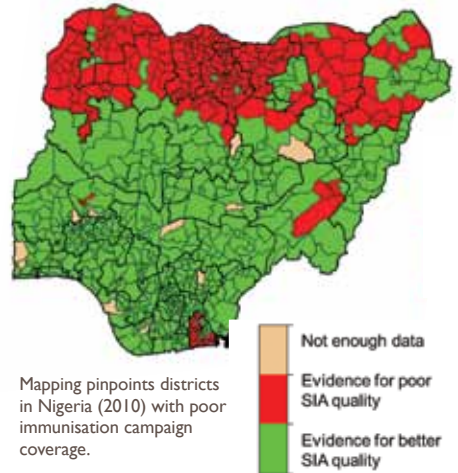 Not enough data
Evidence for poor
SIA quality
Evidence for better
SIA quality
Mapping pinpoints districts
in Nigeria (2010) with poor
immunisation campaign
coverage.